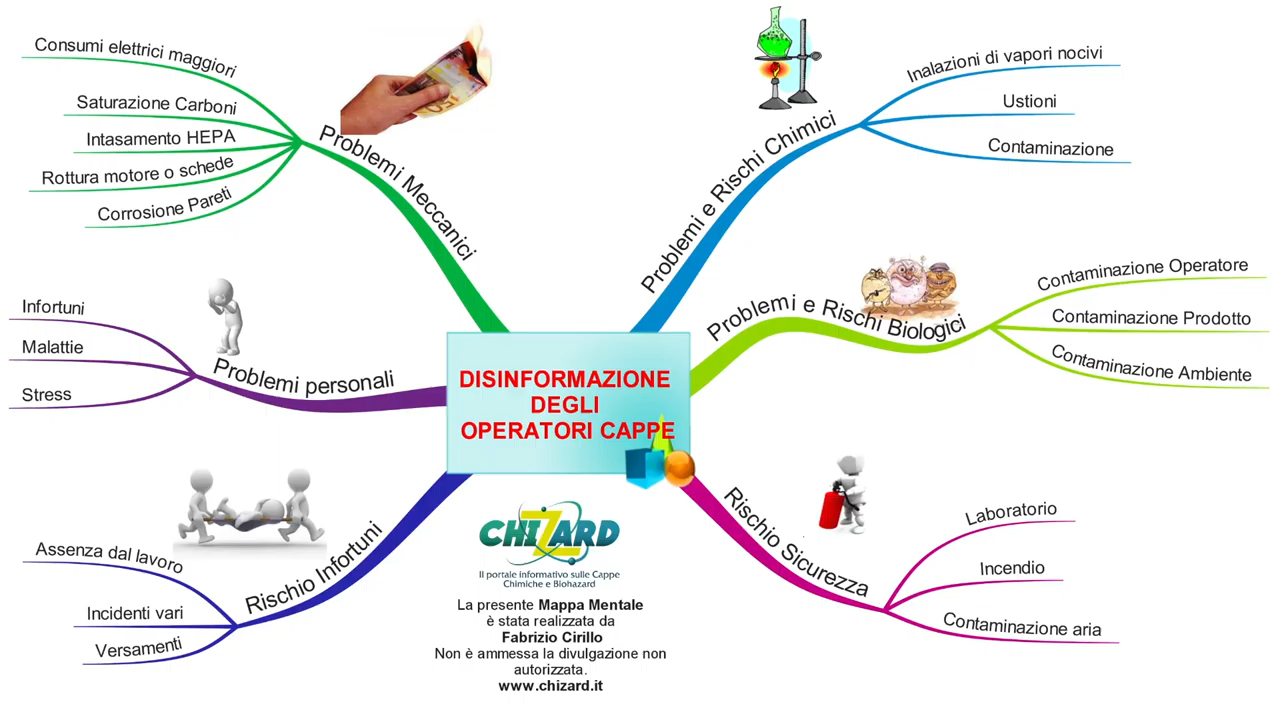 Consumi elettrici maggiori
Saturazione Carboni
Intasamento HEPA
Rottura motore o schede
Corrosione Pareti
Problemi Meccanici
Inalazioni di vapori nocivi
Ustioni
Contaminazione
Problemi e Rischi Chimici
Contaminazione Operatore
Contaminazione Prodotto
Contaminazione Ambiente
Problemi e Rischi Biologici
Infortuni
Malattie
Stress
Problemi personali
DISINFORMAZIONE
DEGLI
OPERATORI CAPPE
Assenza dal lavoro
Incidenti vari
Versamenti
Rischio Infortuni
Rischio Sicurezza
Laboratorio
Incendio
Contaminazione aria
CHIZARD
Il portale informativo sulle Cappe
Chimiche e Biohazard
La presente Mappa Mentale
è stata realizzata da
Fabrizio Cirillo
Non è ammessa la divulgazione non
autorizzata.
www.chizard.it